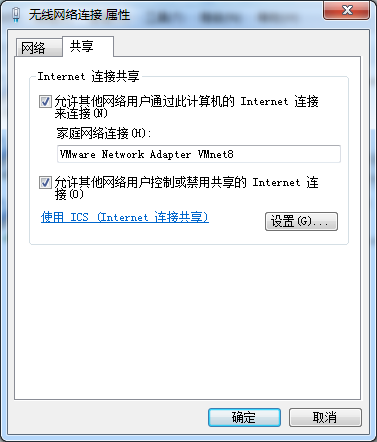 无线网络连接 属性
网络
共享
Internet 连接共享
允许其他网络用户通过此计算机的 Internet 连接
来连接(N)
家庭网络连接(H):
VMware Network Adapter VMnet8
允许其他网络用户控制或禁用共享的 Internet 连
接(O)
使用 ICS (Internet 连接共享)
设置(G)...
确定
取消